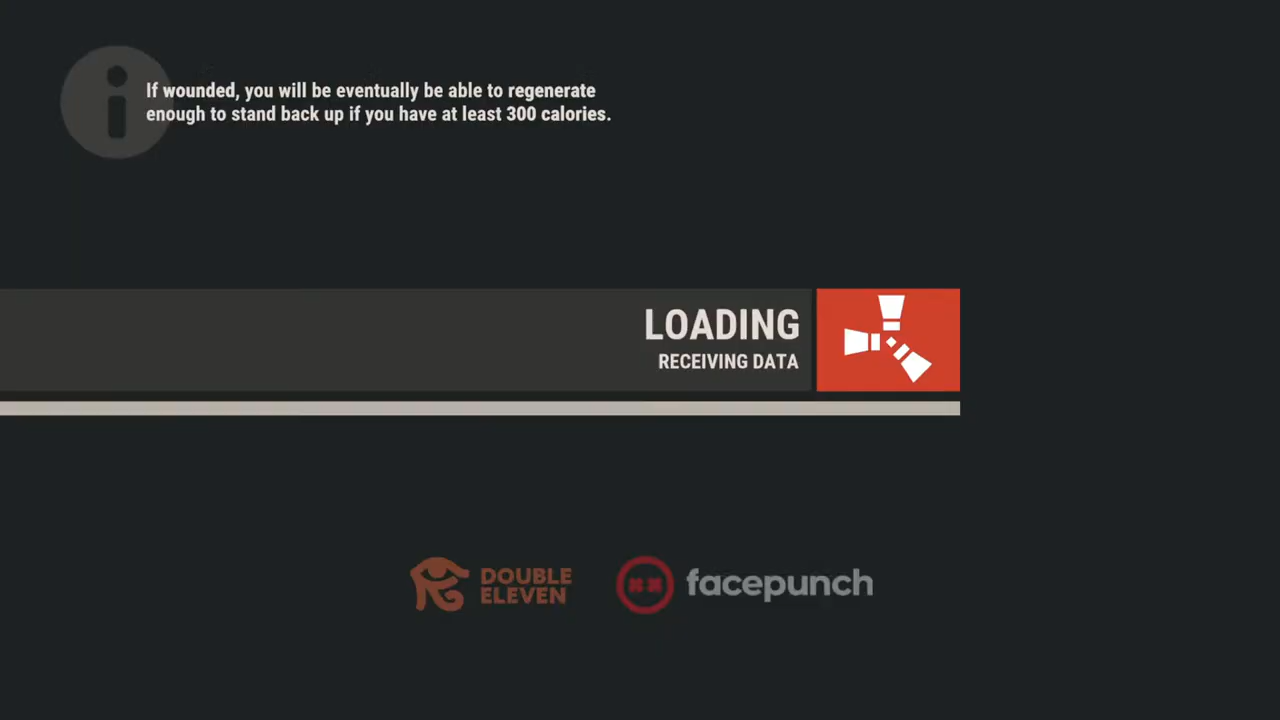 If wounded, you will be eventually be able to regenerate
enough to stand back up if you have at least 300 calories.
LOADING
RECEIVING DATA
DOUBLE
ELEVEN
facepunch